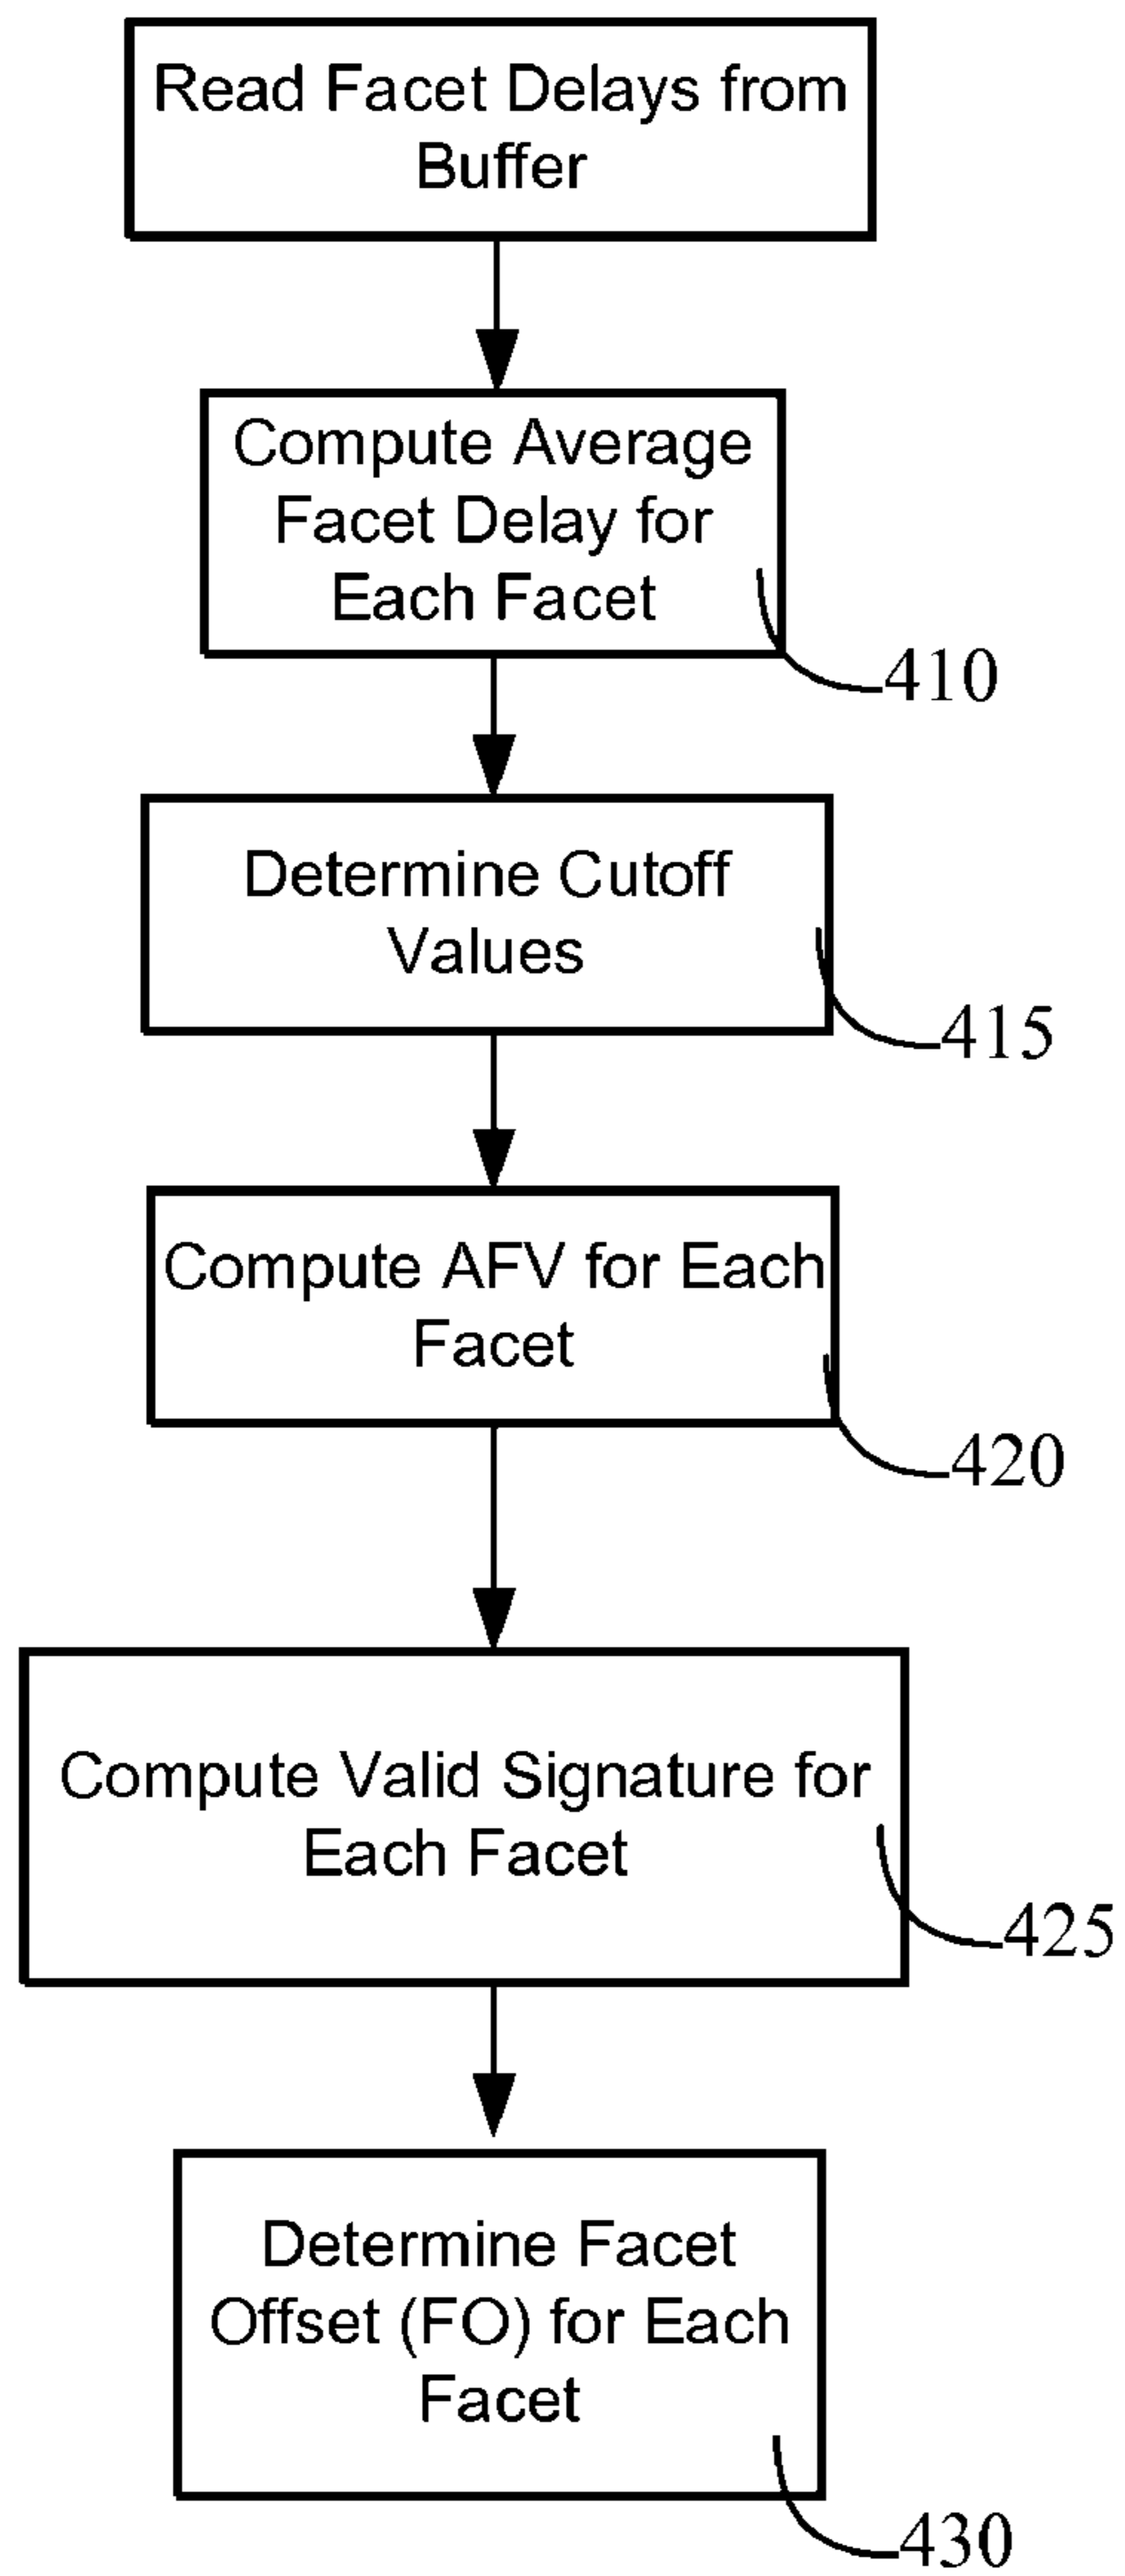 Read Facet Delays from
Buffer
Compute Average
Facet Delay for
Each Facet
410
Determine Cutoff
Values
415
Compute AFV for Each
Facet
420
Compute Valid Signature for
Each Facet
425
Determine Facet
Offset (FO) for Each
Facet
430